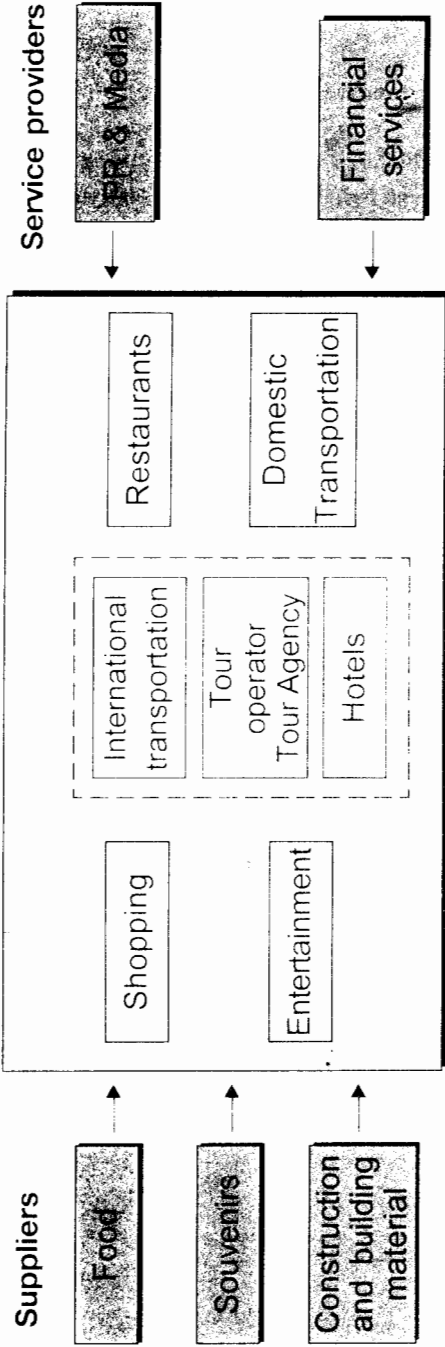 Suppliers
Food
Souvenirs
Construction
and building
material
Shopping
Entertainment
International
transportation
Tour
operator
Tour Agency
Hotels
Restaurants
Domestic
Transportation
Service providers
PR & Media
Financial
services